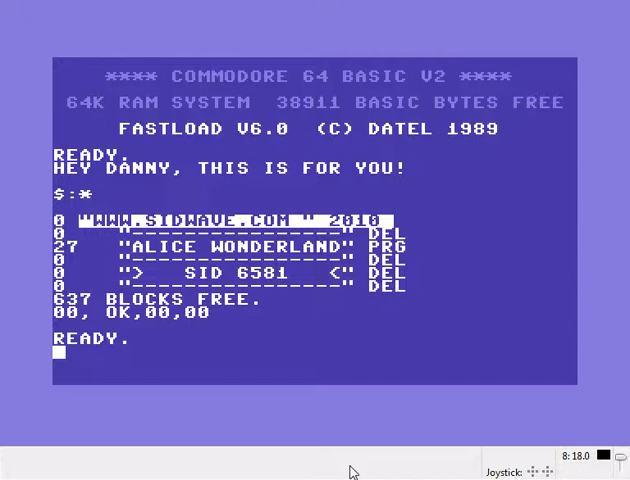 **** COMMODORE 64 BASIC V2 ****
64K RAM SYSTEM  38911 BASIC BYTES FREE
FASTLOAD V6.0  (C) DATEL 1989
READY.
HEY DANNY, THIS IS FOR YOU!
$:*
0 "WWW.SIDWAVE.COM " 2010
0    "----------------" DEL
27   "ALICE WONDERLAND" PRG
0    "----------------" DEL
0    ">   SID 6581   <" DEL
0    "----------------" DEL
637 BLOCKS FREE.
00, OK,00,00
READY.
8: 18.0
Joystick: